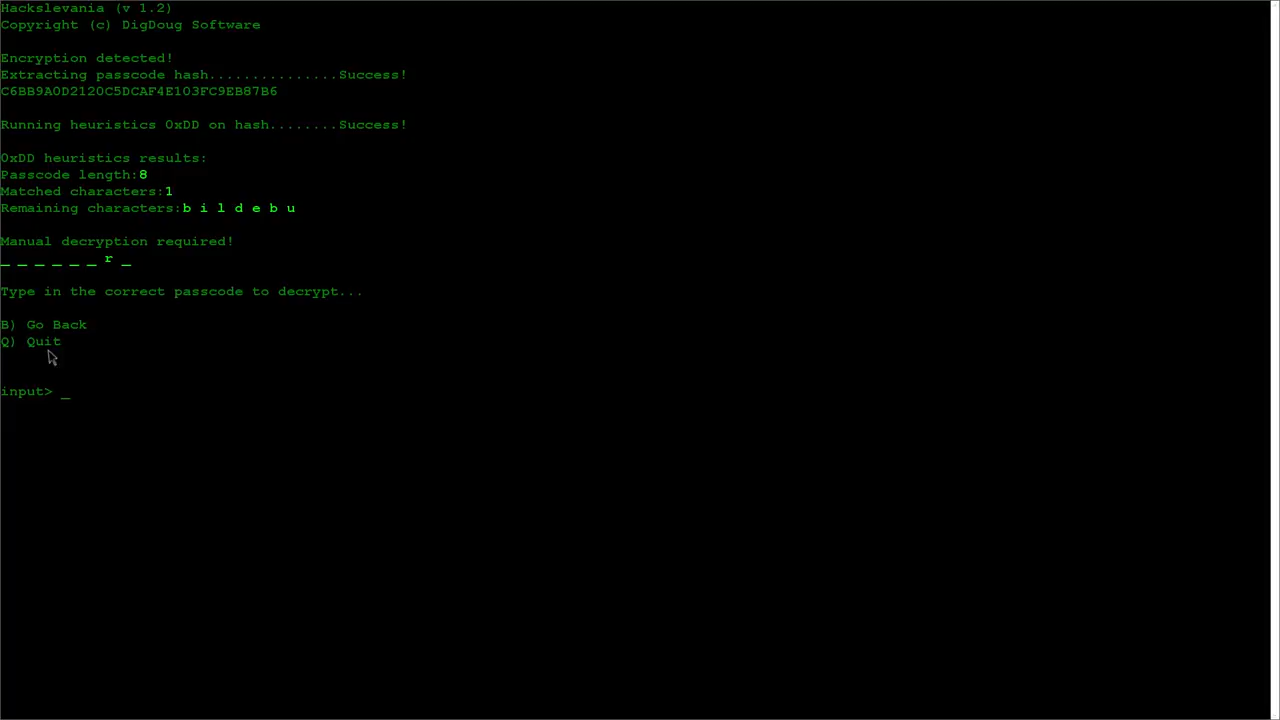 Hackslevania (v 1.2)
Copyright (c) DigDoug Software
Encryption detected!
Extracting passcode hash...............Success!
C6BB9A0D2120C5DCAF4E103FC9EB87B6
Running heuristics 0xDD on hash........Success!
0xDD heuristics results:
Passcode length:8
Matched characters:1
Remaining characters:b i l d e b u
Manual decryption required!
_ _ _ _ _ _ r _
Type in the correct passcode to decrypt...
B) Go Back
Q) Quit
input> _